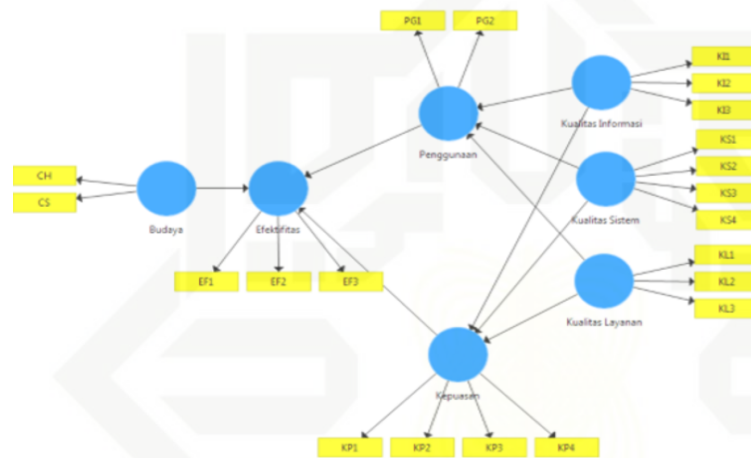 PG1
PG2
KI1
KI2
KI3
Kualitas Informasi
Penggunaan
KS1
KS2
KS3
KS4
Kualitas Sistem
CH
CS
Budaya
Efektifitas
EF1
EF2
EF3
KL1
KL2
KL3
Kualitas Layanan
Kepuasan
KP1
KP2
KP3
KP4